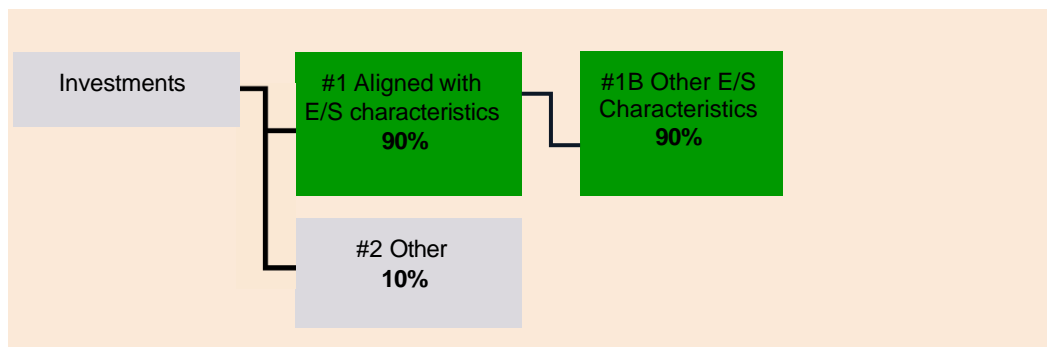 Investments
#1 Aligned with
E/S characteristics
90%
#1B Other E/S
Characteristics
90%
#2 Other
10%